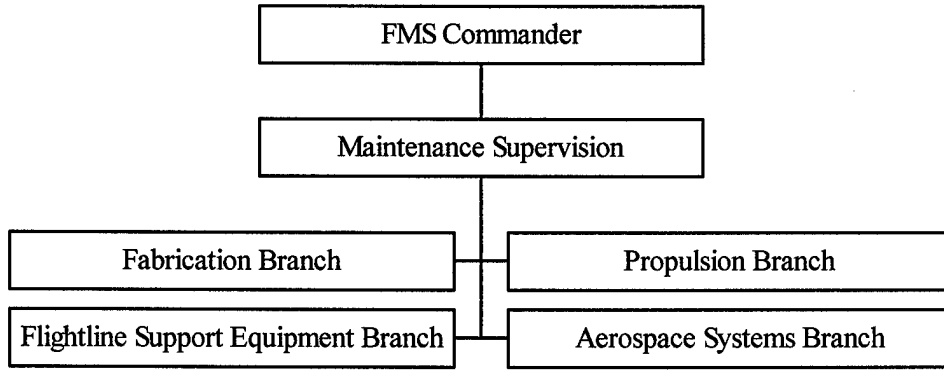 FMS Commander
Maintenance Supervision
Fabrication Branch
Propulsion Branch
Flightline Support Equipment Branch
Aerospace Systems Branch